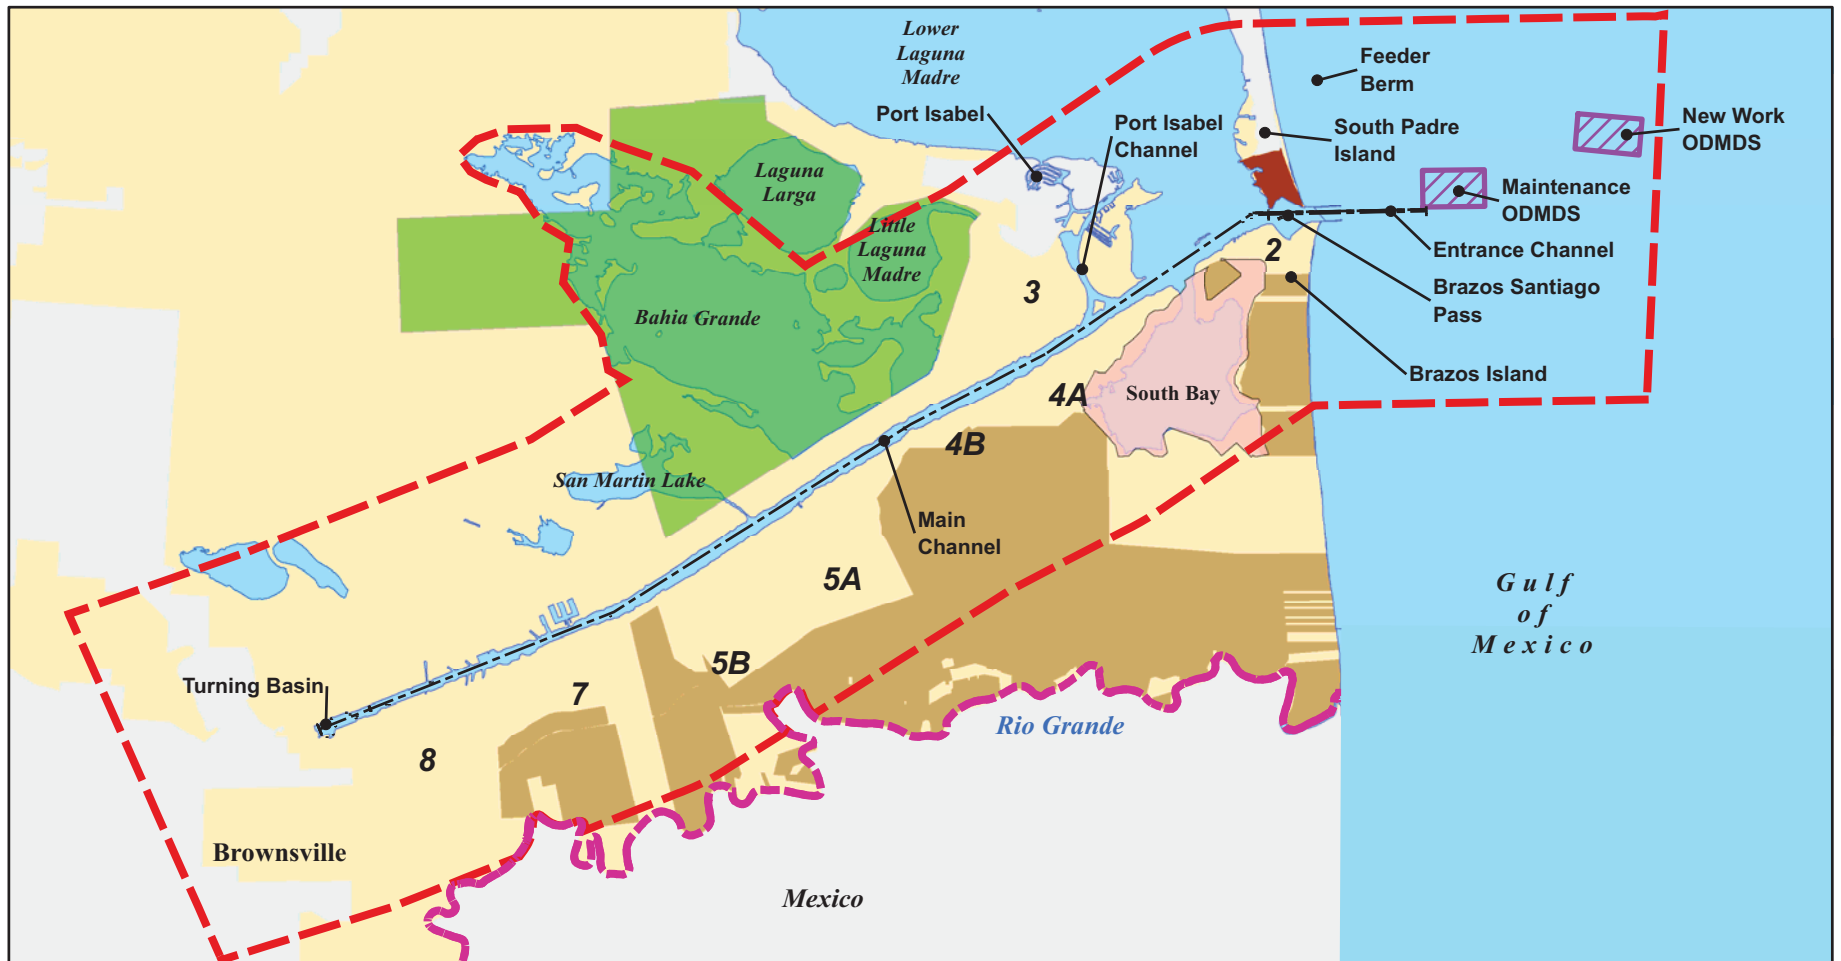 Lower
Laguna
Madre
Feeder
Berm
Port Isabel
Port Isabel
Channel
South Padre
Island
New Work
ODMDS
Laguna
Larga
Maintenance
ODMDS
Little
Laguna
Madre
2
Entrance Channel
Brazos Santiago
Pass
3
Bahia Grande
Brazos Island
4A
South Bay
4B
San Martin Lake
Main
Channel
5A
Gulf
of
Mexico
5B
7
Turning Basin
Rio Grande
8
Brownsville
Mexico